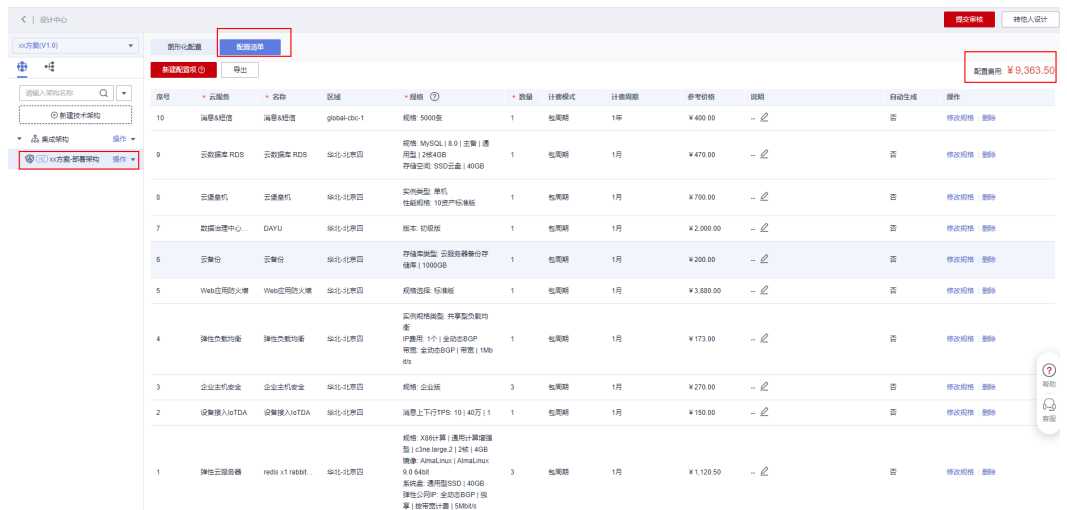 设计中心
提交审核 转他人设计
xx方案(V1.0)
图形化配置 配置清单
新建配置项 导出
配置费用: ¥9,363.50
请输入架构名称
新建技术架构
集成架构 操作
xx方案-部署架构 操作
序号 * 云服务 * 名称 区域 * 规格 * 数量 计费模式 计费周期 参考价格 说明 自动生成 操作
10 消息&短信 消息&短信 global-cbc-1 规格: 5000条 1 包周期 1年 ¥400.00 -- 否 修改规格 | 删除
9 云数据库 RDS 云数据库 RDS 华北-北京四 规格: MySQL | 8.0 | 主备 | 通
用型 | 2核4GB
存储空间: SSD云盘 | 40GB 1 包周期 1月 ¥470.00 -- 否 修改规格 | 删除
8 云堡垒机 云堡垒机 华北-北京四 实例类型: 单机
性能规格: 10资产标准版 1 包周期 1月 ¥700.00 -- 否 修改规格 | 删除
7 数据治理中心... DAYU 华北-北京四 版本: 初级版 1 包周期 1月 ¥2,000.00 -- 否 修改规格 | 删除
6 云备份 云备份 华北-北京四 存储库类型: 云服务器备份存
储库 | 1000GB 1 包周期 1月 ¥200.00 -- 否 修改规格 | 删除
5 Web应用防火墙 Web应用防火墙 华北-北京四 规格选择: 标准版 1 包周期 1月 ¥3,880.00 -- 否 修改规格 | 删除
4 弹性负载均衡 弹性负载均衡 华北-北京四 实例规格类型: 共享型负载均
衡
IP费用: 1个 | 全动态BGP
带宽: 全动态BGP | 带宽 | 1Mb
it/s 1 包周期 1月 ¥173.00 -- 否 修改规格 | 删除
3 企业主机安全 企业主机安全 华北-北京四 规格: 企业版 3 包周期 1月 ¥270.00 -- 否 修改规格 | 删除
2 设备接入IoTDA 设备接入IoTDA 华北-北京四 消息上下行TPS: 10 | 40万 | 1 1 包周期 1月 ¥150.00 -- 否 修改规格 | 删除
1 弹性云服务器 redis x1 rabbit... 华北-北京四 规格: X86计算 | 通用计算增强
型 | c3ne.large.2 | 2核 | 4GB
镜像: AlmaLinux | AlmaLinux
9.0 64bit
系统盘: 通用型SSD | 40GB
弹性公网IP: 全动态BGP | 独
享 | 按带宽计费 | 5Mbit/s 3 包周期 1月 ¥1,120.50 -- 否 修改规格 | 删除
帮助
客服